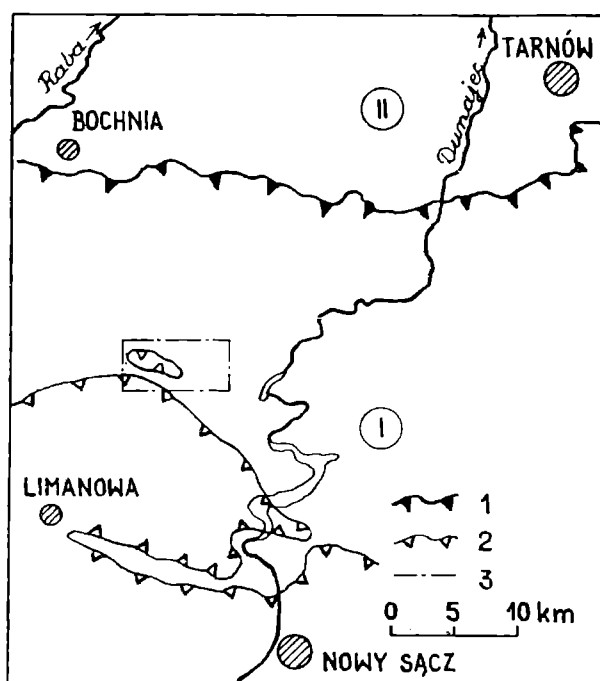 Raba
TARNÓW
BOCHNIA
II
Dunajec
I
LIMANOWA
1
2
3
0 5 10 km
NOWY SĄCZ